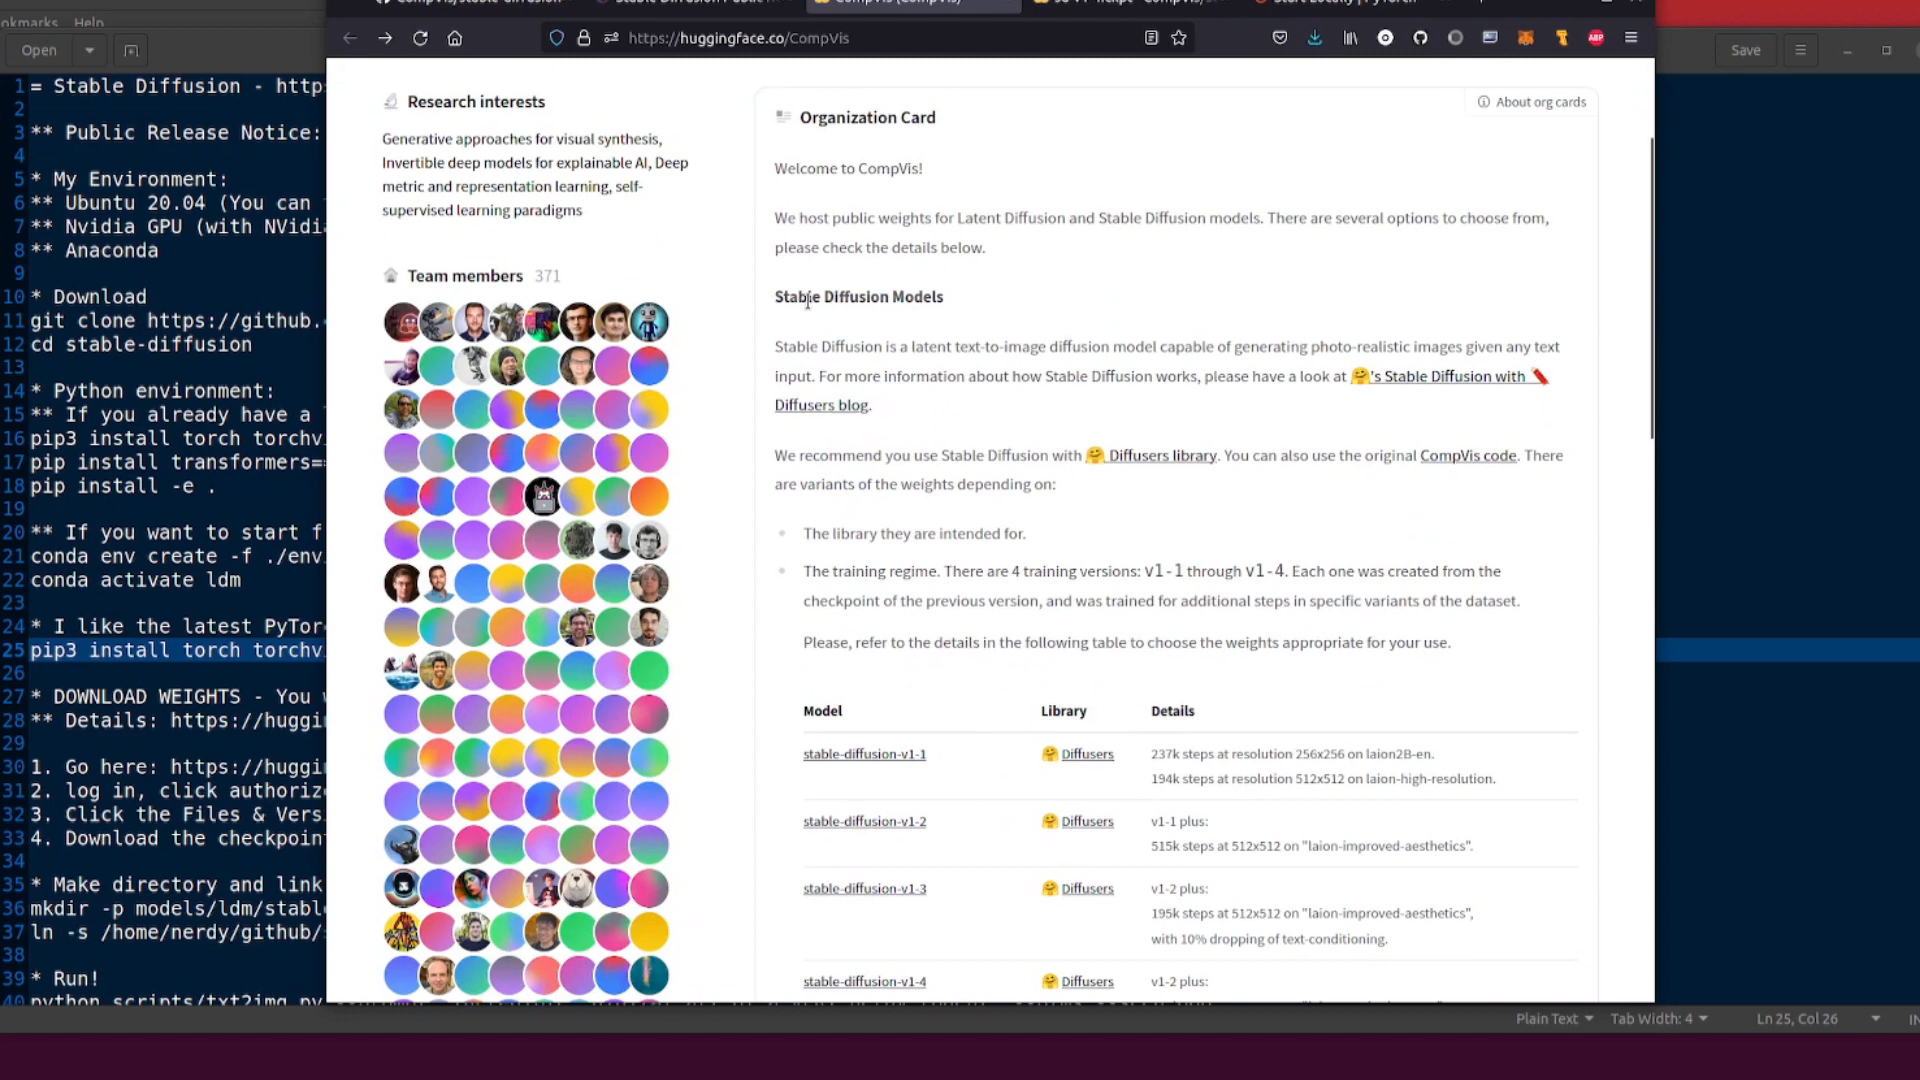 Bookmarks Help
Open
Save
https://huggingface.co/CompVis
ABP
1 = Stable Diffusion - http
2
3 ** Public Release Notice:
4
5 * My Environment:
6 ** Ubuntu 20.04 (You can
7 ** Nvidia GPU (with NVidi
8 ** Anaconda
9
10 * Download
11 git clone https://github.
12 cd stable-diffusion
13
14 * Python environment:
15 ** If you already have a
16 pip3 install torch torchv
17 pip install transformers==
18 pip install -e .
19
20 ** If you want to start f
21 conda env create -f ./env
22 conda activate ldm
23
24 * I like the latest PyTor
25 pip3 install torch torchv
26
27 * DOWNLOAD WEIGHTS - You
28 ** Details: https://huggi
29
30 1. Go here: https://huggi
31 2. log in, click authoriz
32 3. Click the Files & Vers
33 4. Download the checkpoin
34
35 * Make directory and link
36 mkdir -p models/ldm/stabl
37 ln -s /home/nerdy/github/
38
39 * Run!
40 python scripts/txt2img.py
Research interests
Generative approaches for visual synthesis,
Invertible deep models for explainable AI, Deep
metric and representation learning, self-
supervised learning paradigms
Team members 371
About org cards
Organization Card
Welcome to CompVis!
We host public weights for Latent Diffusion and Stable Diffusion models. There are several options to choose from,
please check the details below.
Stable Diffusion Models
Stable Diffusion is a latent text-to-image diffusion model capable of generating photo-realistic images given any text
input. For more information about how Stable Diffusion works, please have a look at 🤗's Stable Diffusion with
Diffusers blog.
We recommend you use Stable Diffusion with 🤗 Diffusers library. You can also use the original CompVis code. There
are variants of the weights depending on:
The library they are intended for.
The training regime. There are 4 training versions: v1-1 through v1-4. Each one was created from the
checkpoint of the previous version, and was trained for additional steps in specific variants of the dataset.
Please, refer to the details in the following table to choose the weights appropriate for your use.
Model Library Details
stable-diffusion-v1-1 🤗 Diffusers 237k steps at resolution 256x256 on laion2B-en.
194k steps at resolution 512x512 on laion-high-resolution.
stable-diffusion-v1-2 🤗 Diffusers v1-1 plus:
515k steps at 512x512 on "laion-improved-aesthetics".
stable-diffusion-v1-3 🤗 Diffusers v1-2 plus:
195k steps at 512x512 on "laion-improved-aesthetics",
with 10% dropping of text-conditioning.
stable-diffusion-v1-4 🤗 Diffusers v1-2 plus:
Plain Text Tab Width: 4 Ln 25, Col 26